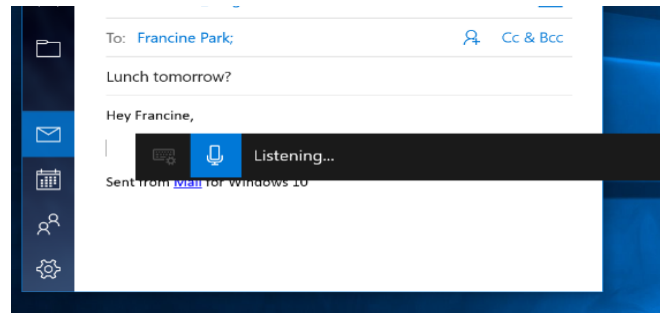 To: Francine Park; Cc & Bcc
Lunch tomorrow?
Hey Francine,
Listening...
Sent from Mail for Windows 10